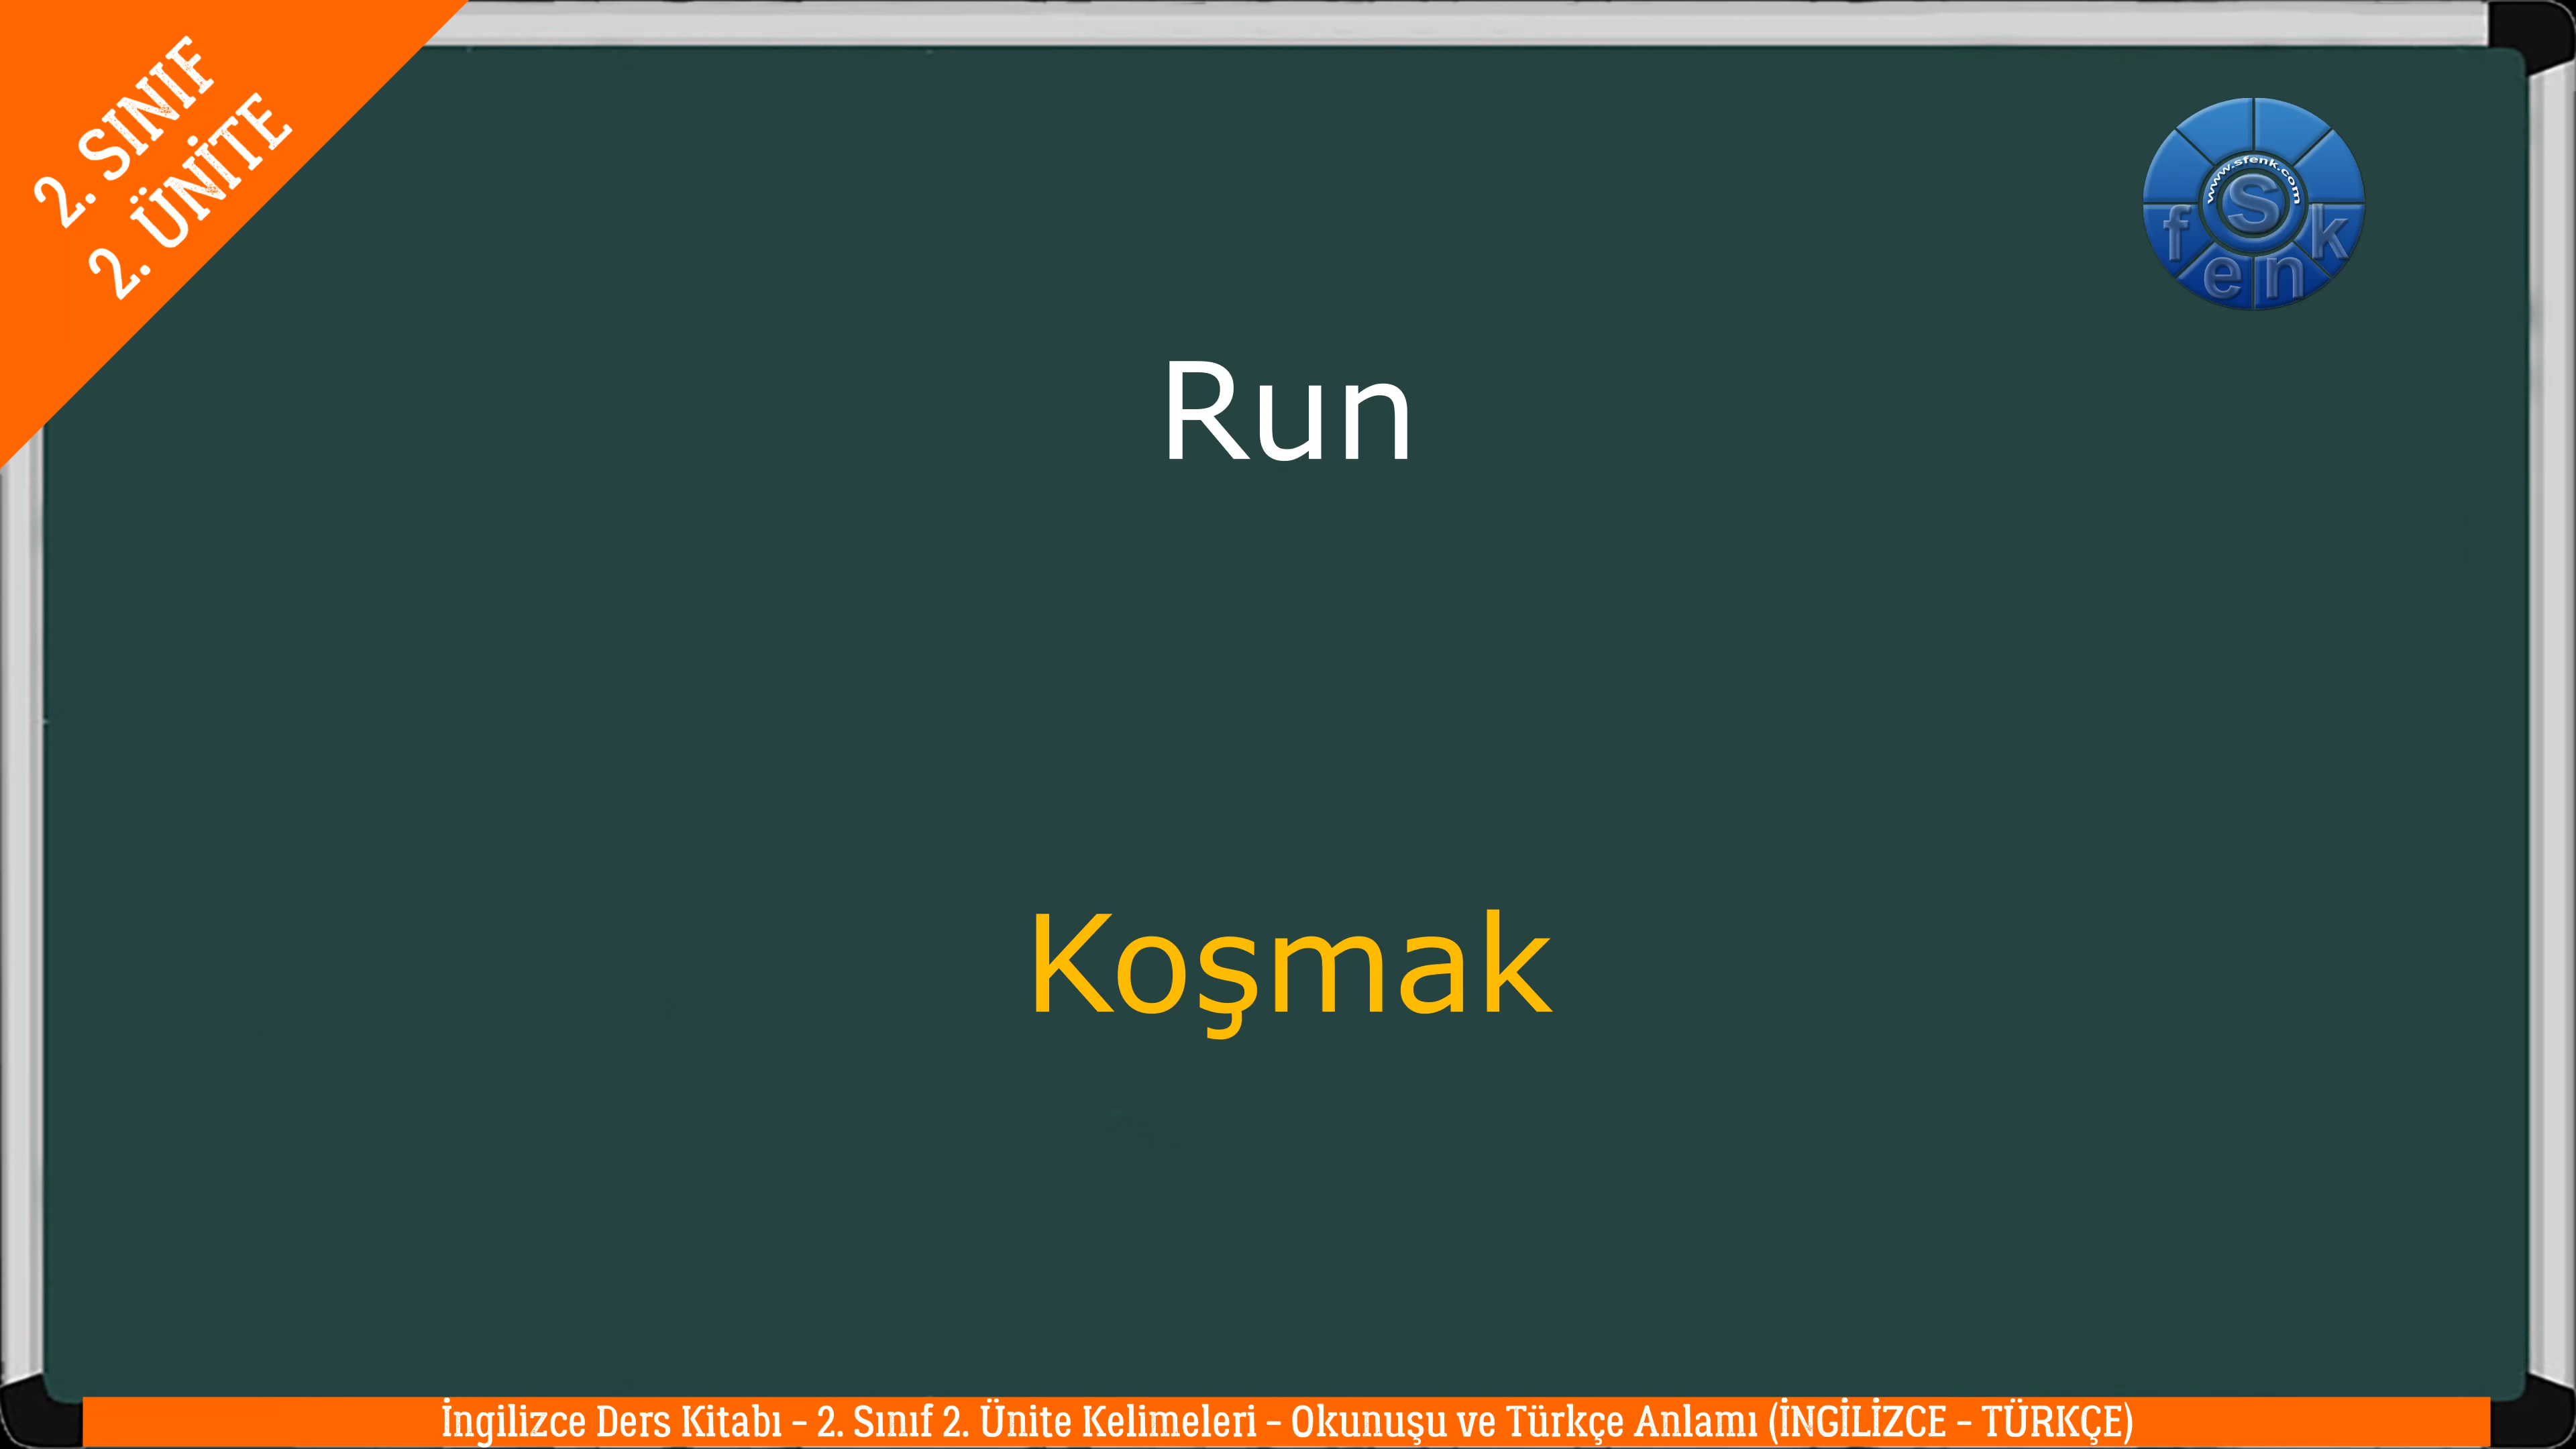 2. SINIF
2. ÜNİTE
www.sfenk.com
S
f e n k
Run
Koşmak
İngilizce Ders Kitabı – 2. Sınıf 2. Ünite Kelimeleri – Okunuşu ve Türkçe Anlamı (İNGİLİZCE – TÜRKÇE)